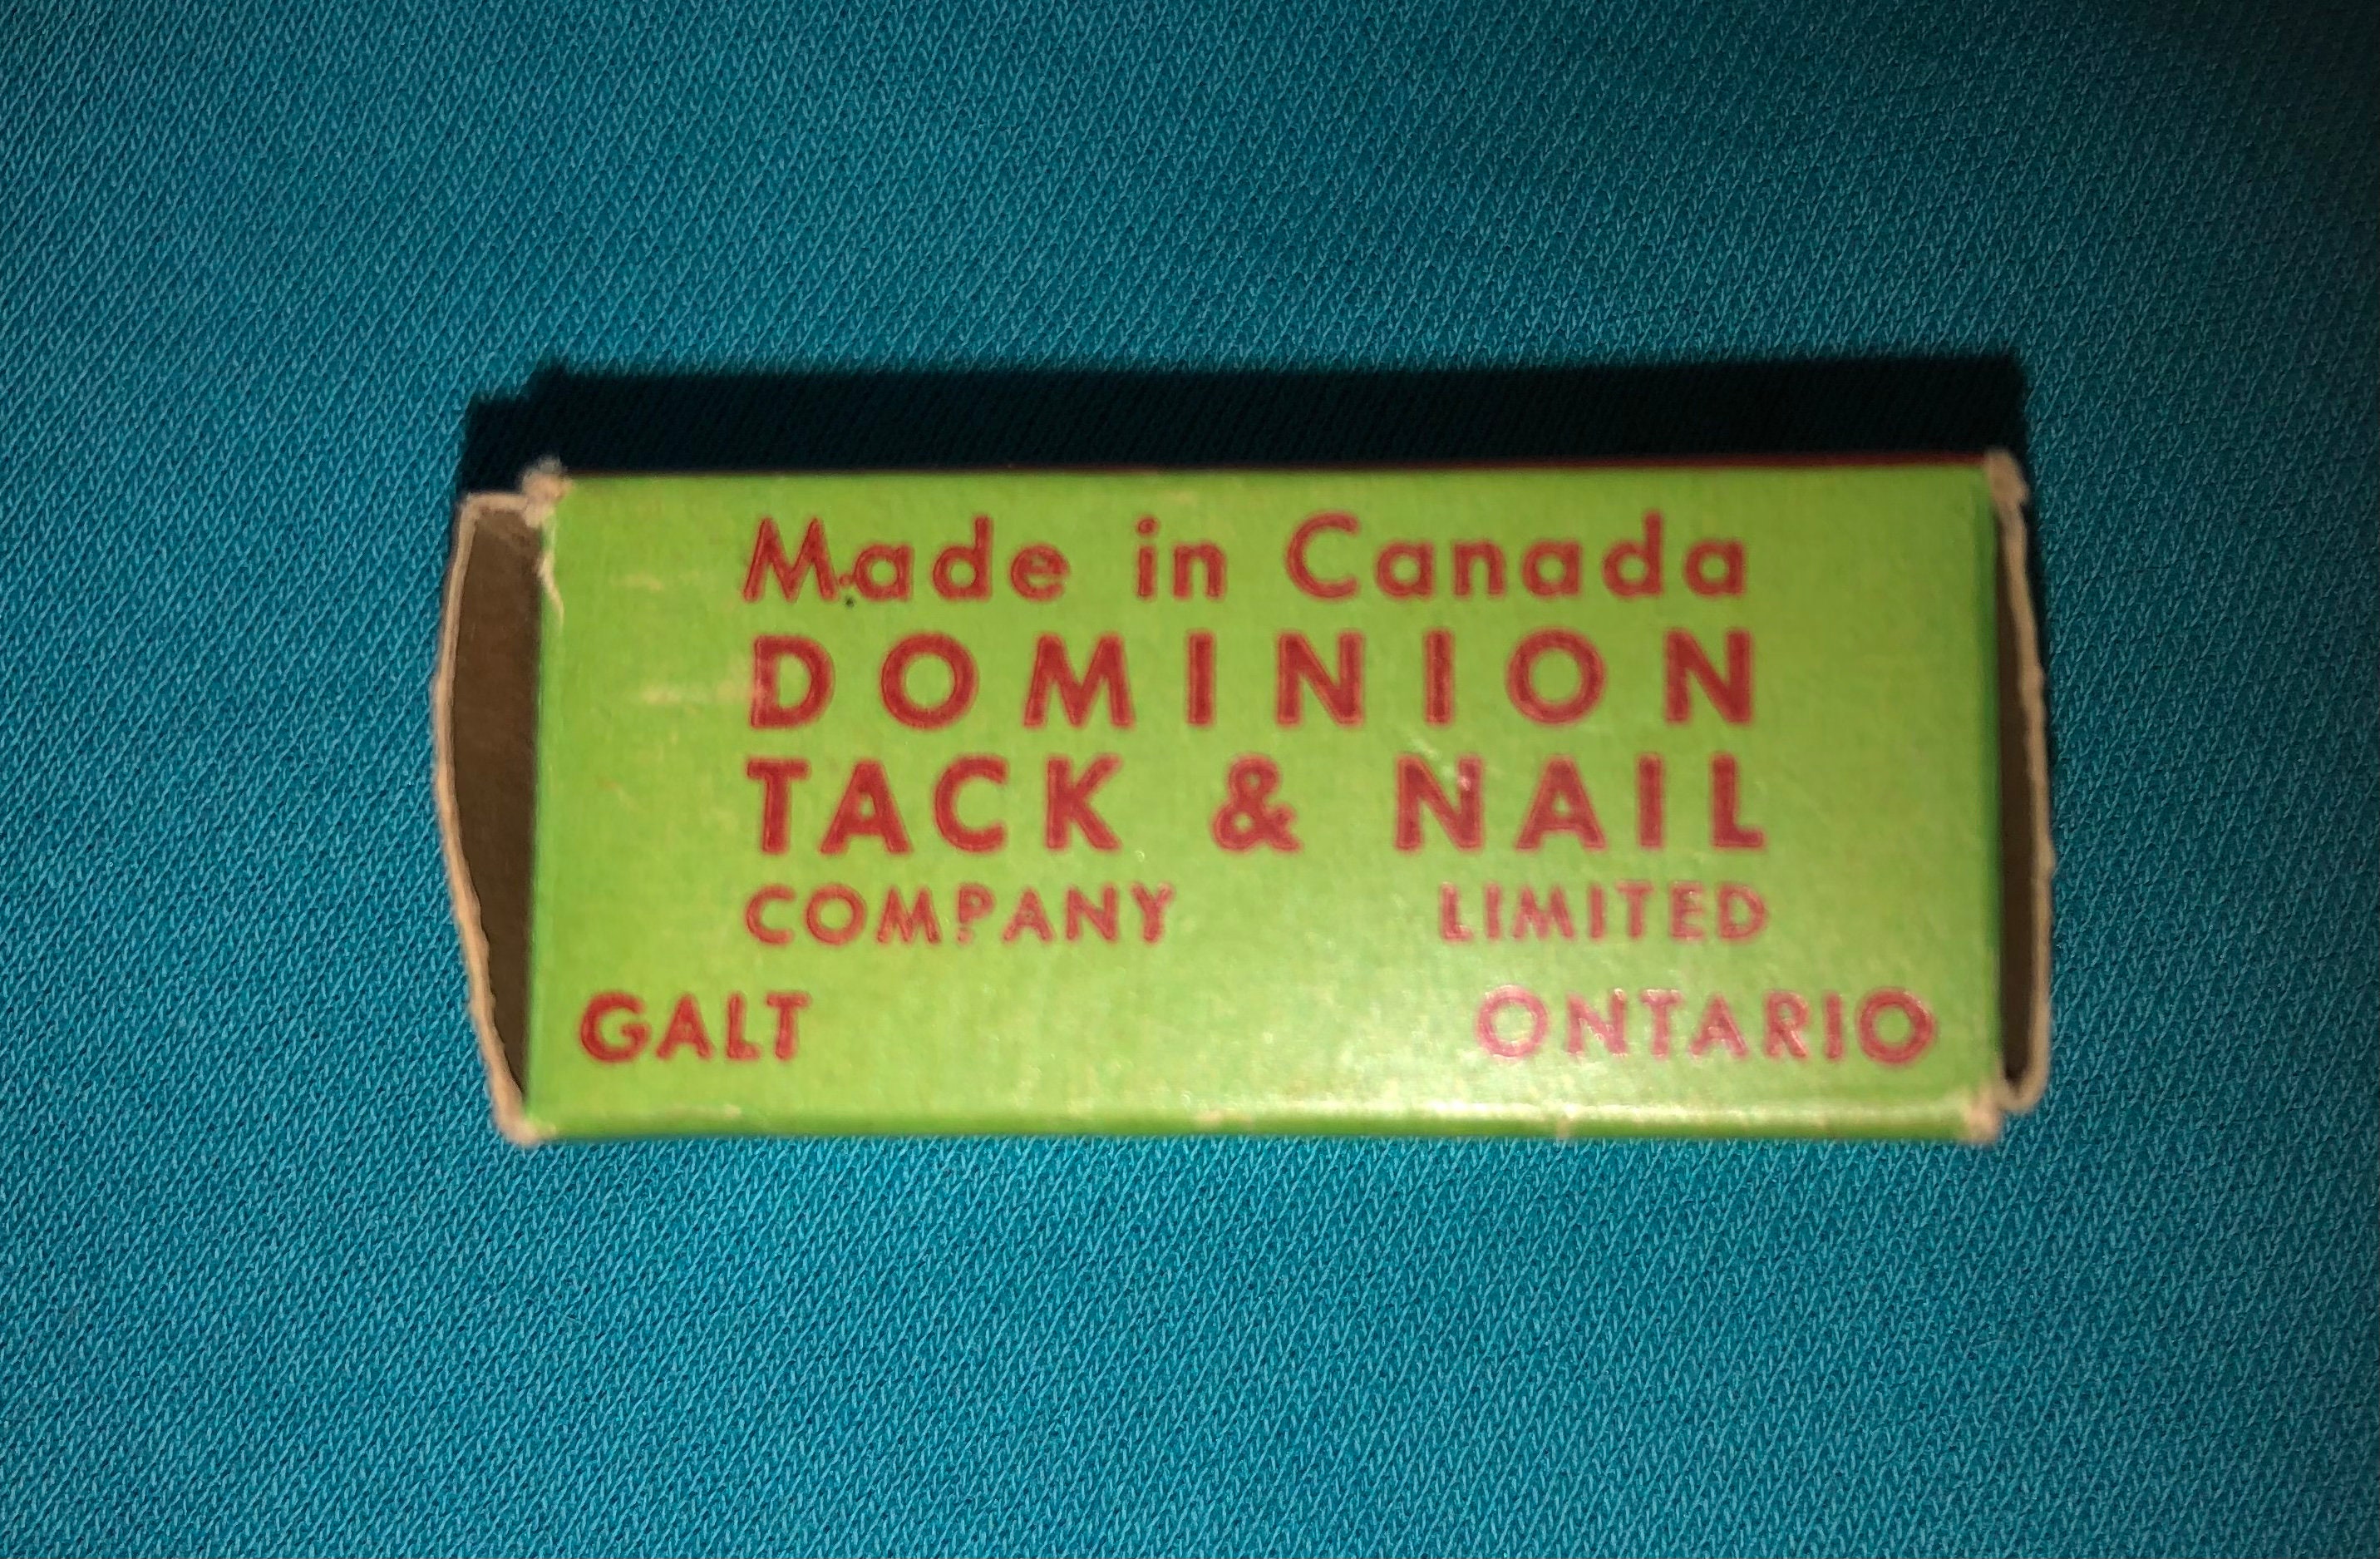 Made in Canada
DOMINION
TACK & NAIL
COMPANY LIMITED
GALT ONTARIO